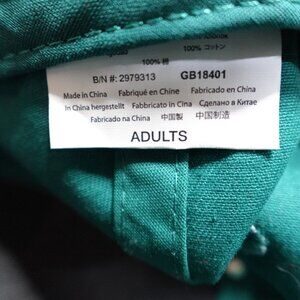 100% 棉 100% コットン
B/N #: 2979313 GB18401
Made in China Fabriqué en Chine Fabricado en China
In China hergestellt Fabbricato in Cina Сделано в Китае
Fabricado na China 中国製 中国制造
ADULTS